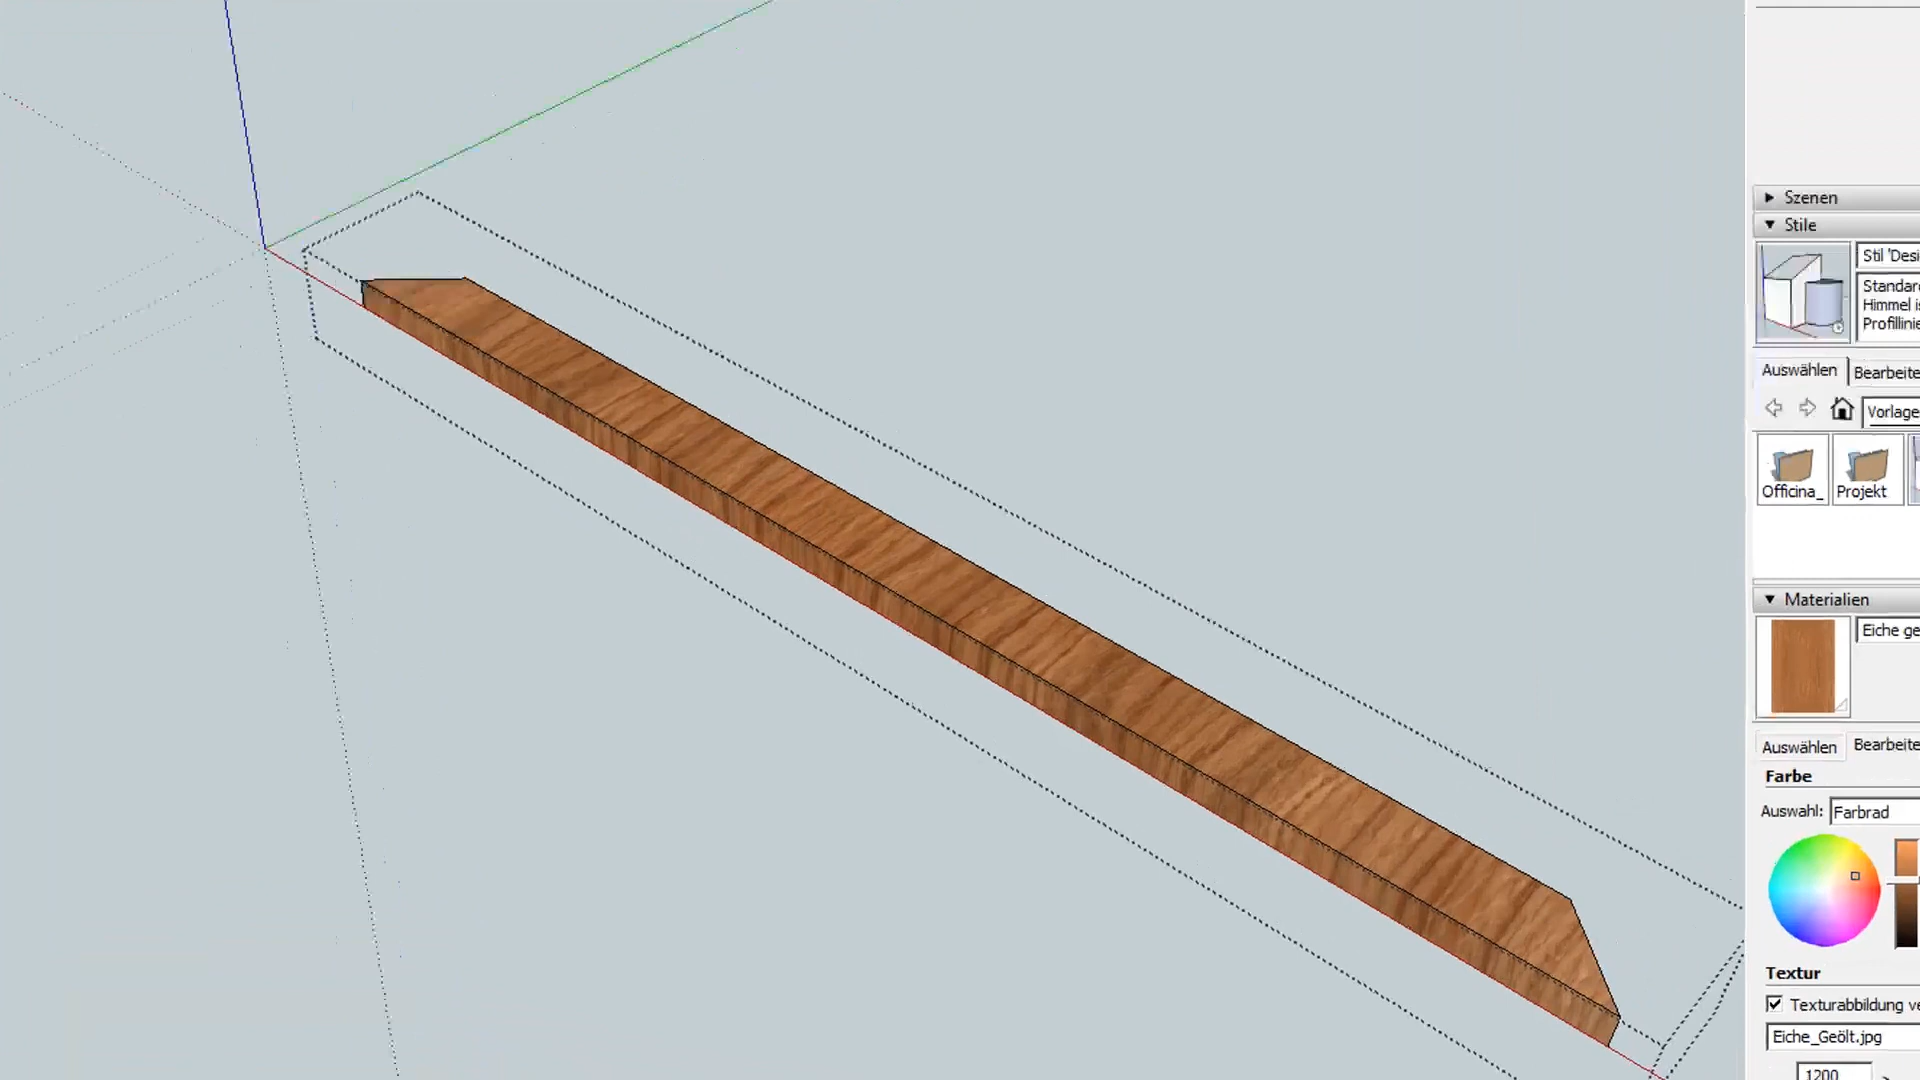 Szenen
Stile
Stil 'Desi
Standar
Himmel i
Profillinie
Auswählen
Bearbeite
Vorlage
Officina_
Projekt
Materialien
Eiche ge
Auswählen
Bearbeite
Farbe
Auswahl:
Farbrad
Textur
Texturabbildung ve
Eiche_Geölt.jpg
1200